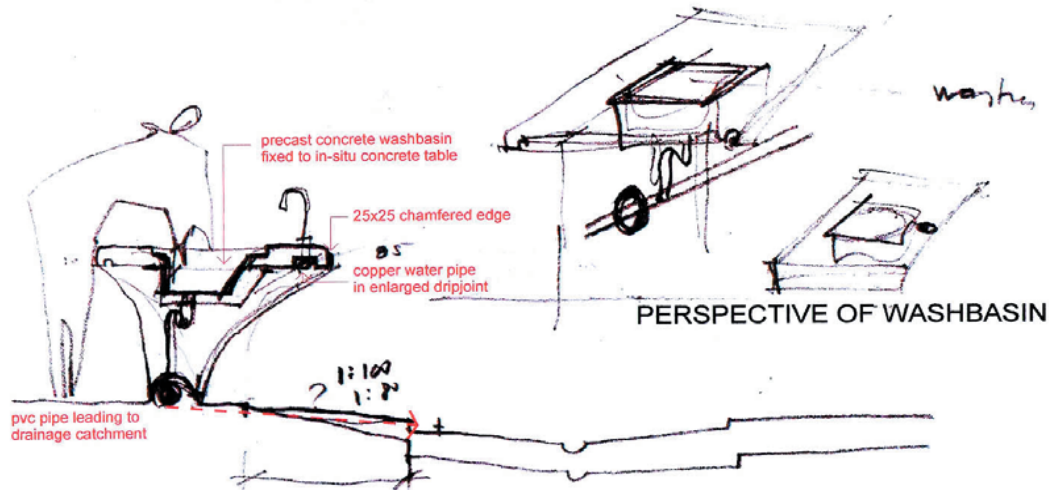 precast concrete washbasin
fixed to in-situ concrete table
25x25 chamfered edge
85
copper water pipe
in enlarged dripjoint
PERSPECTIVE OF WASHBASIN
1:100
1:80
?
pvc pipe leading to
drainage catchment